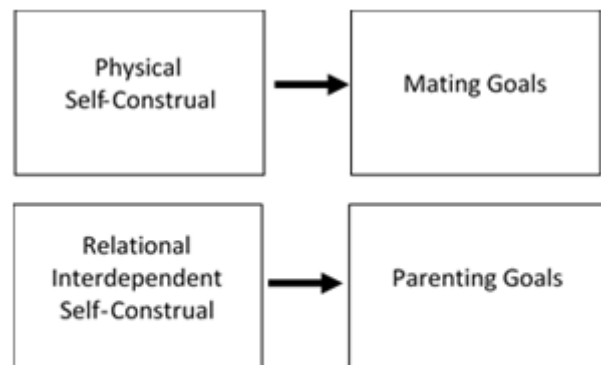 Physical
Self-Construal
Mating Goals
Relational
Interdependent
Self-Construal
Parenting Goals